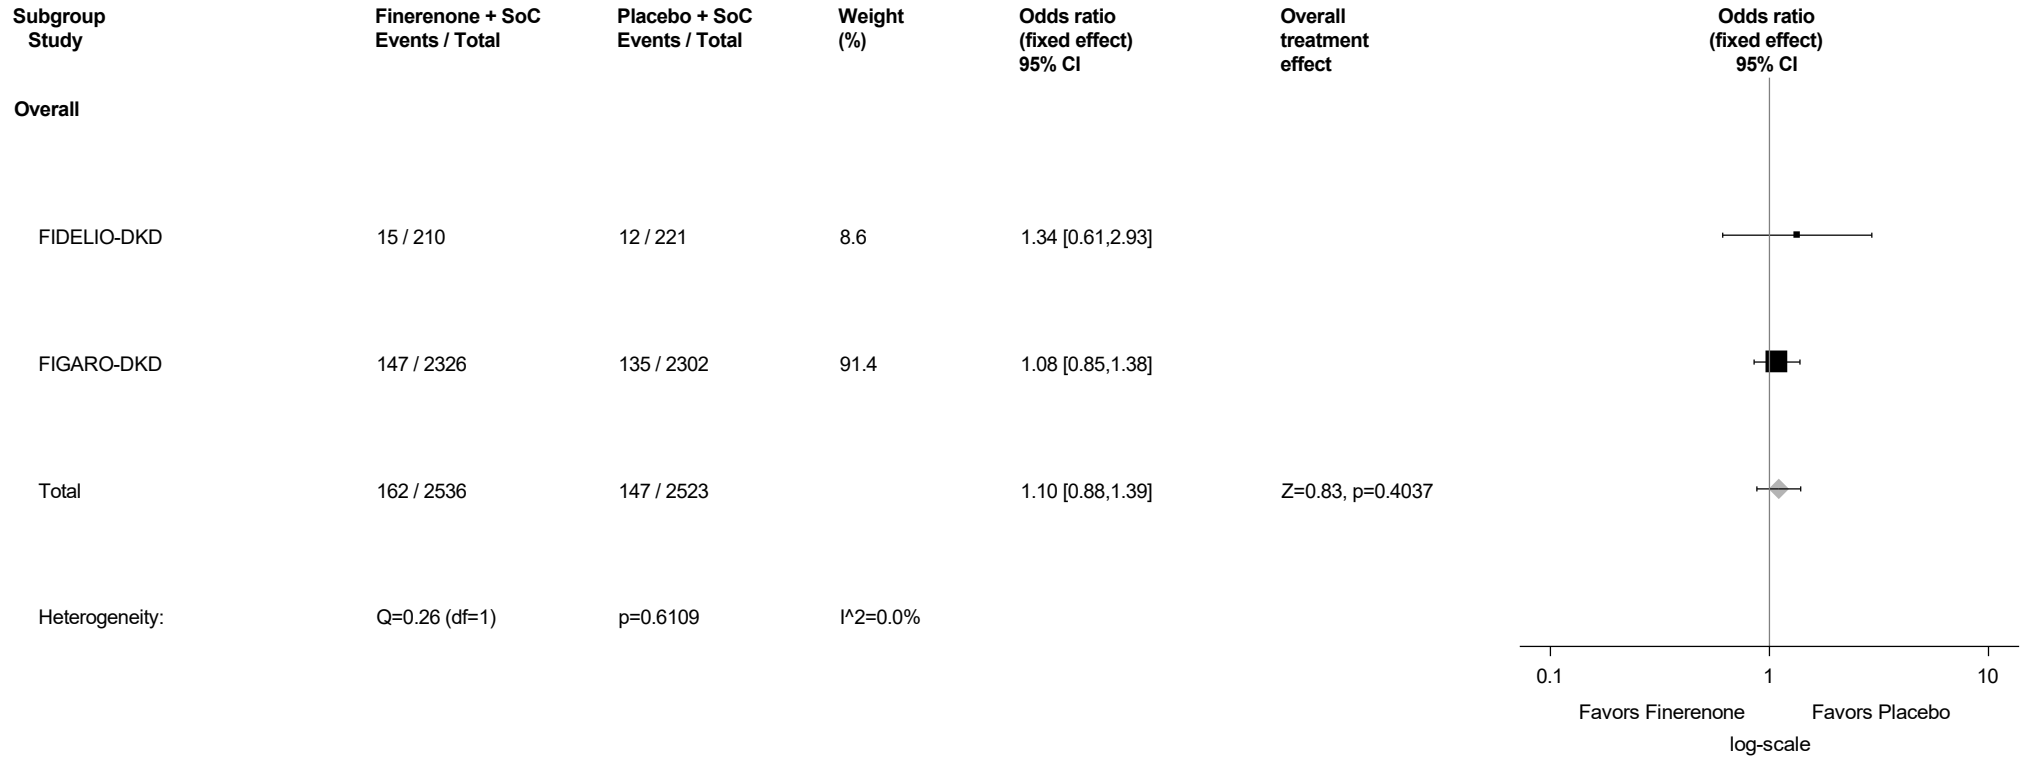 Subgroup Finerenone + SoC Placebo + SoC Weight Odds ratio Overall Odds ratio
Study Events / Total Events / Total (%) (fixed effect) treatment (fixed effect)
95% CI effect 95% CI
Overall
FIDELIO-DKD 15 / 210 12 / 221 8.6 1.34 [0.61,2.93]
FIGARO-DKD 147 / 2326 135 / 2302 91.4 1.08 [0.85,1.38]
Total 162 / 2536 147 / 2523 1.10 [0.88,1.39] Z=0.83, p=0.4037
Heterogeneity: Q=0.26 (df=1) p=0.6109 I^2=0.0%
0.1 1 10
Favors Finerenone Favors Placebo
log-scale